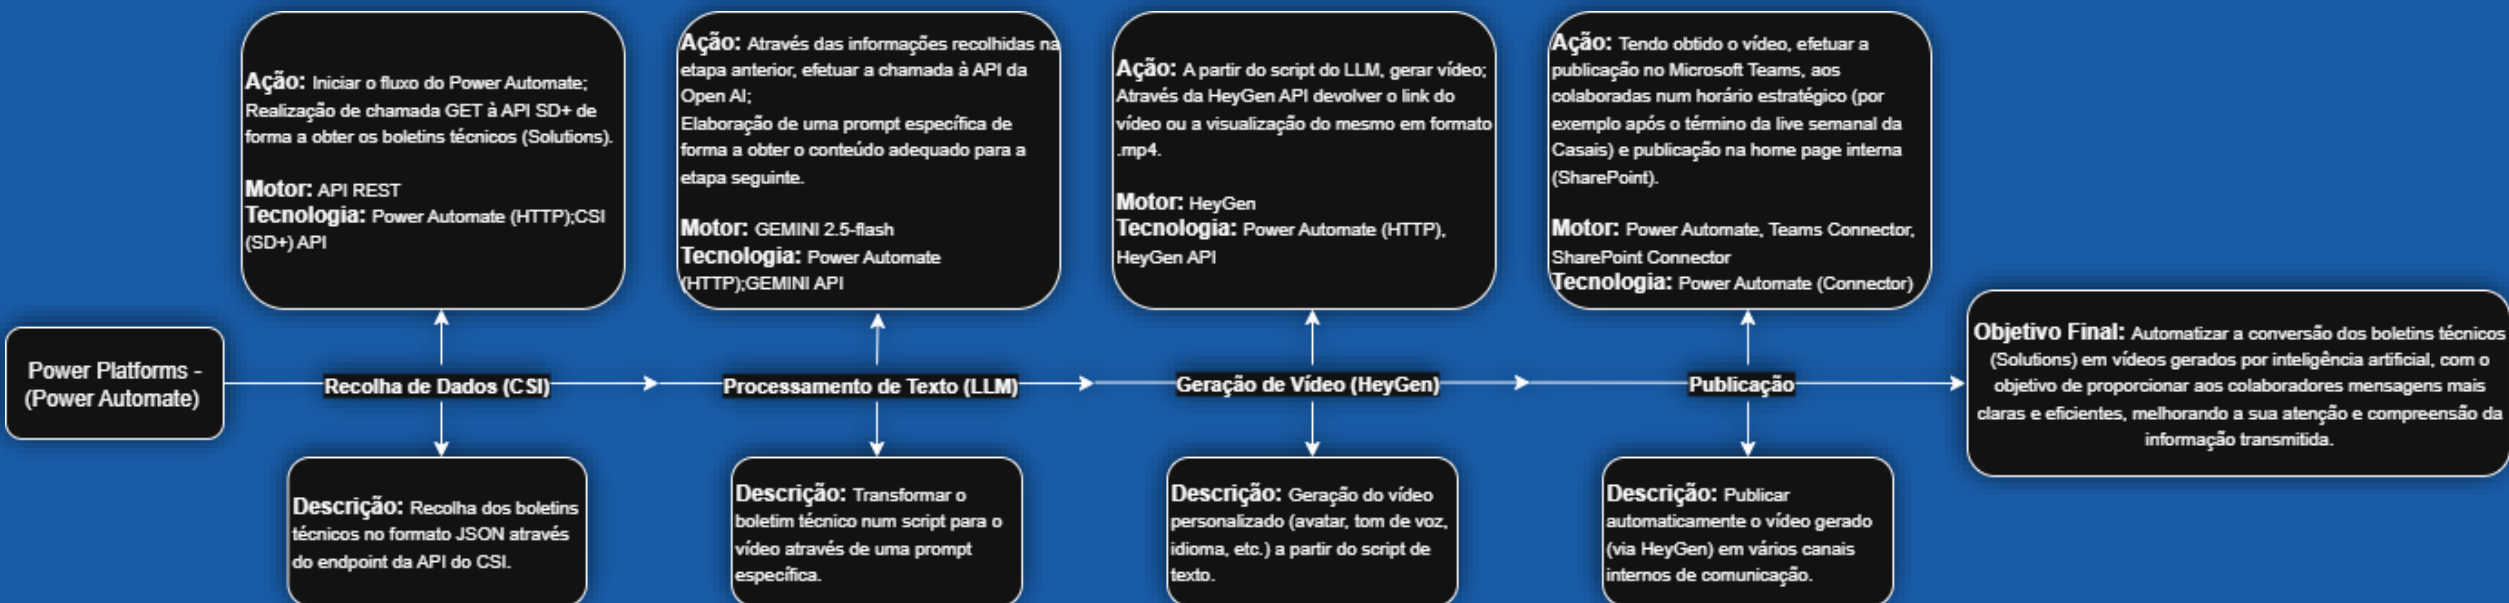 Ação: Iniciar o fluxo do Power Automate;
Realização de chamada GET à API SD+ de
forma a obter os boletins técnicos (Solutions).
Motor: API REST
Tecnologia: Power Automate (HTTP);CSI
(SD+) API
Ação: Através das informações recolhidas na
etapa anterior, efetuar a chamada à API da
Open AI;
Elaboração de uma prompt específica de
forma a obter o conteúdo adequado para a
etapa seguinte.
Motor: GEMINI 2.5-flash
Tecnologia: Power Automate
(HTTP);GEMINI API
Ação: A partir do script do LLM, gerar vídeo;
Através da HeyGen API devolver o link do
vídeo ou a visualização do mesmo em formato
.mp4.
Motor: HeyGen
Tecnologia: Power Automate (HTTP),
HeyGen API
Ação: Tendo obtido o vídeo, efetuar a
publicação no Microsoft Teams, aos
colaboradas num horário estratégico (por
exemplo após o término da live semanal da
Casais) e publicação na home page interna
(SharePoint).
Motor: Power Automate, Teams Connector,
SharePoint Connector
Tecnologia: Power Automate (Connector)
Power Platforms -
(Power Automate)
Recolha de Dados (CSI)
Processamento de Texto (LLM)
Geração de Vídeo (HeyGen)
Publicação
Objetivo Final: Automatizar a conversão dos boletins técnicos
(Solutions) em vídeos gerados por inteligência artificial, com o
objetivo de proporcionar aos colaboradores mensagens mais
claras e eficientes, melhorando a sua atenção e compreensão da
informação transmitida.
Descrição: Recolha dos boletins
técnicos no formato JSON através
do endpoint da API do CSI.
Descrição: Transformar o
boletim técnico num script para o
vídeo através de uma prompt
específica.
Descrição: Geração do vídeo
personalizado (avatar, tom de voz,
idioma, etc.) a partir do script de
texto.
Descrição: Publicar
automaticamente o vídeo gerado
(via HeyGen) em vários canais
internos de comunicação.